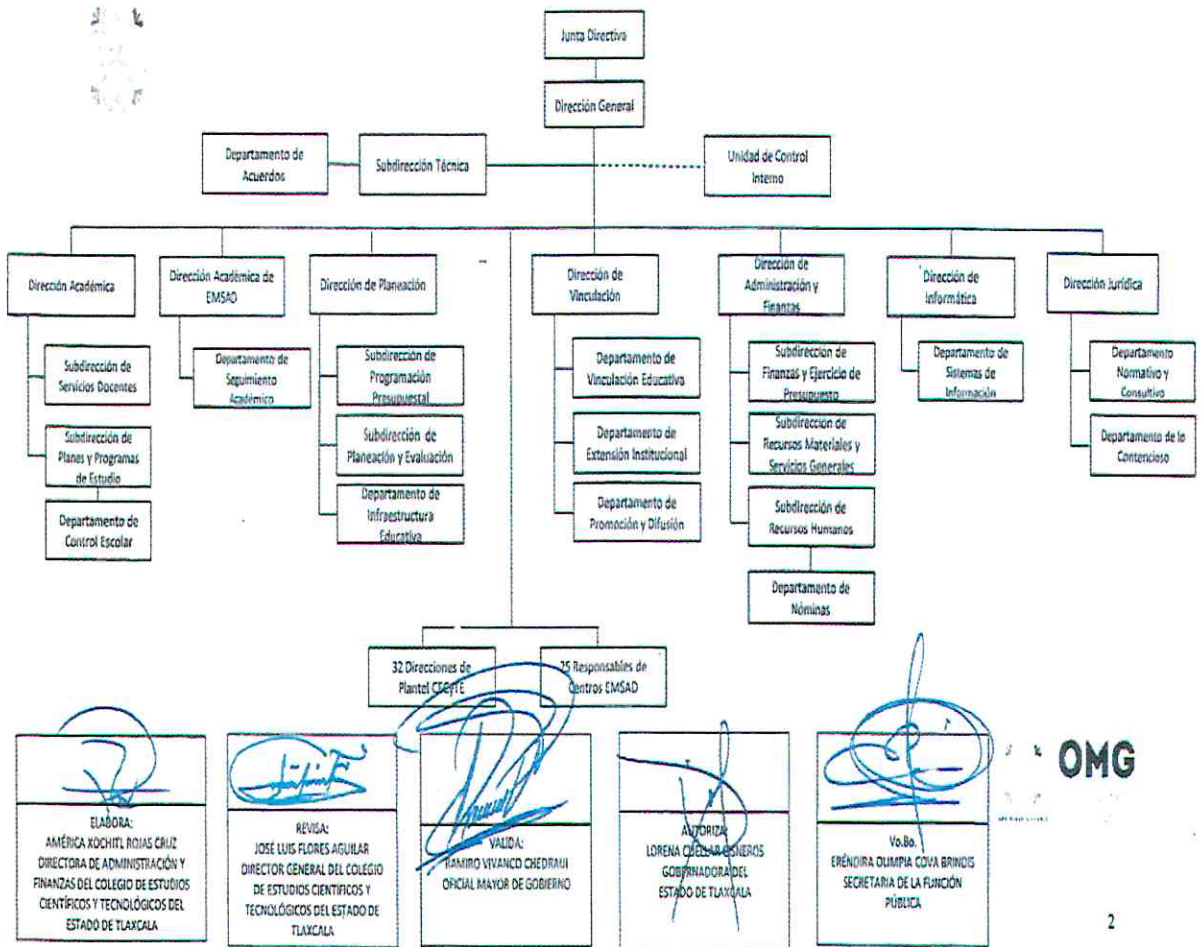 Junta Directiva
Dirección General
Departamento de
Acuerdos
Subdirección Técnica
Unidad de Control
Interno
Dirección Académica
Dirección Académica de
EMSAD
Dirección de Planeación
Dirección de
Vinculación
Dirección de
Administración y
Finanzas
Dirección de
Informática
Dirección Jurídica
Subdirección de
Servicios Docentes
Subdirección de
Planes y Programas
de Estudio
Departamento de
Control Escolar
Departamento de
Seguimiento
Académico
Subdirección de
Programación
Presupuestal
Subdirección de
Planeación y Evaluación
Departamento de
Infraestructura
Educativa
Departamento de
Vinculación Educativa
Departamento de
Extensión Institucional
Departamento de
Promoción y Difusión
Subdirección de
Finanzas y Ejercicio de
Presupuesto
Subdirección de
Recursos Materiales y
Servicios Generales
Subdirección de
Recursos Humanos
Departamento de
Nóminas
Departamento de
Sistemas de
Información
Departamento
Normativo y
Consultivo
Departamento de lo
Contencioso
32 Direcciones de
Plantel CECyTE
25 Responsables de
Centros EMSAD
ELABORA:
AMÉRICA XOCHITL ROJAS CRUZ
DIRECTORA DE ADMINISTRACIÓN Y
FINANZAS DEL COLEGIO DE ESTUDIOS
CIENTÍFICOS Y TECNOLÓGICOS DEL
ESTADO DE TLAXCALA
REVISA:
JOSE LUIS FLORES AGUILAR
DIRECTOR GENERAL DEL COLEGIO
DE ESTUDIOS CIENTIFICOS Y
TECNOLÓGICOS DEL ESTADO DE
TLAXCALA
VALIDA:
RAMIRO VIVANCO CHEDRAUI
OFICIAL MAYOR DE GOBIERNO
AUTORIZA:
LORENA CUELLAR CISNEROS
GOBERNADORA DEL
ESTADO DE TLAXCALA
Vo.Bo.
ERÉNDIRA OLIMPIA COVA BRINDIS
SECRETARIA DE LA FUNCIÓN
PÚBLICA
OMG
2